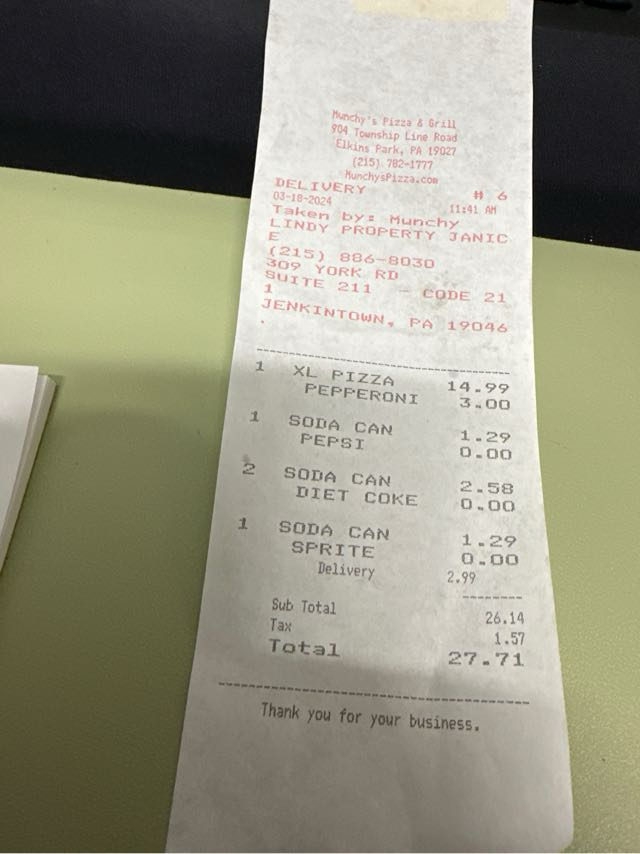 Munchy's Pizza & Grill
904 Township Line Road
Elkins Park, PA 19027
(215) 782-1777
MunchysPizza.com
DELIVERY # 6
03-18-2024 11:41 AM
Taken by: Munchy
LINDY PROPERTY JANIC
E
(215) 886-8030
309 YORK RD
SUITE 211 - CODE 21
1
JENKINTOWN, PA 19046
.
1 XL PIZZA 14.99
PEPPERONI 3.00
1 SODA CAN 1.29
PEPSI 0.00
2 SODA CAN 2.58
DIET COKE 0.00
1 SODA CAN 1.29
SPRITE 0.00
Delivery 2.99
Sub Total 26.14
Tax 1.57
Total 27.71
Thank you for your business.